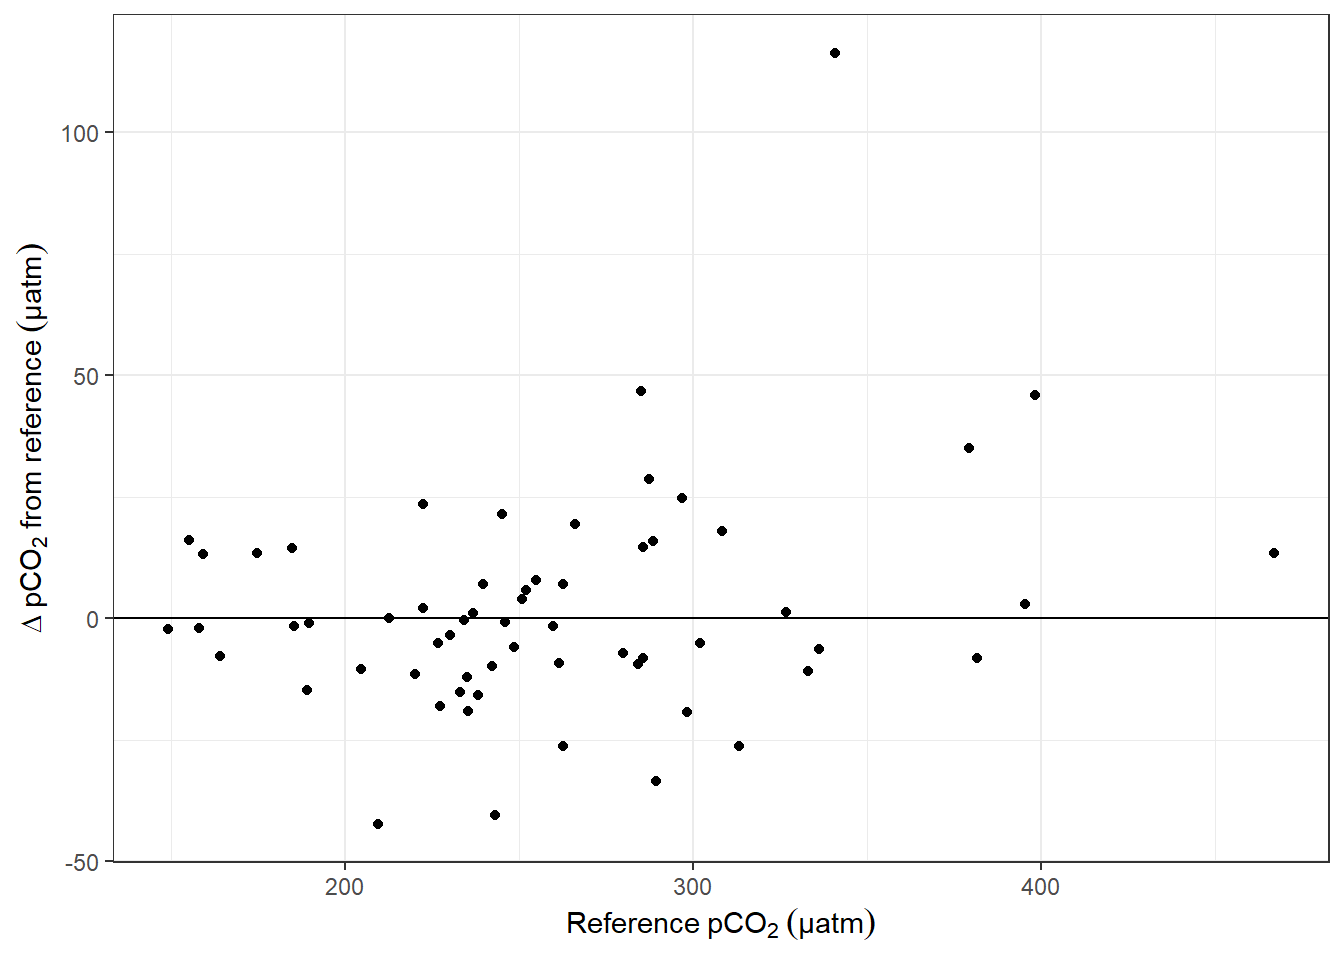 Δ pCO₂ from reference (µatm)
100
50
0
-50
200 300 400
Reference pCO₂ (µatm)